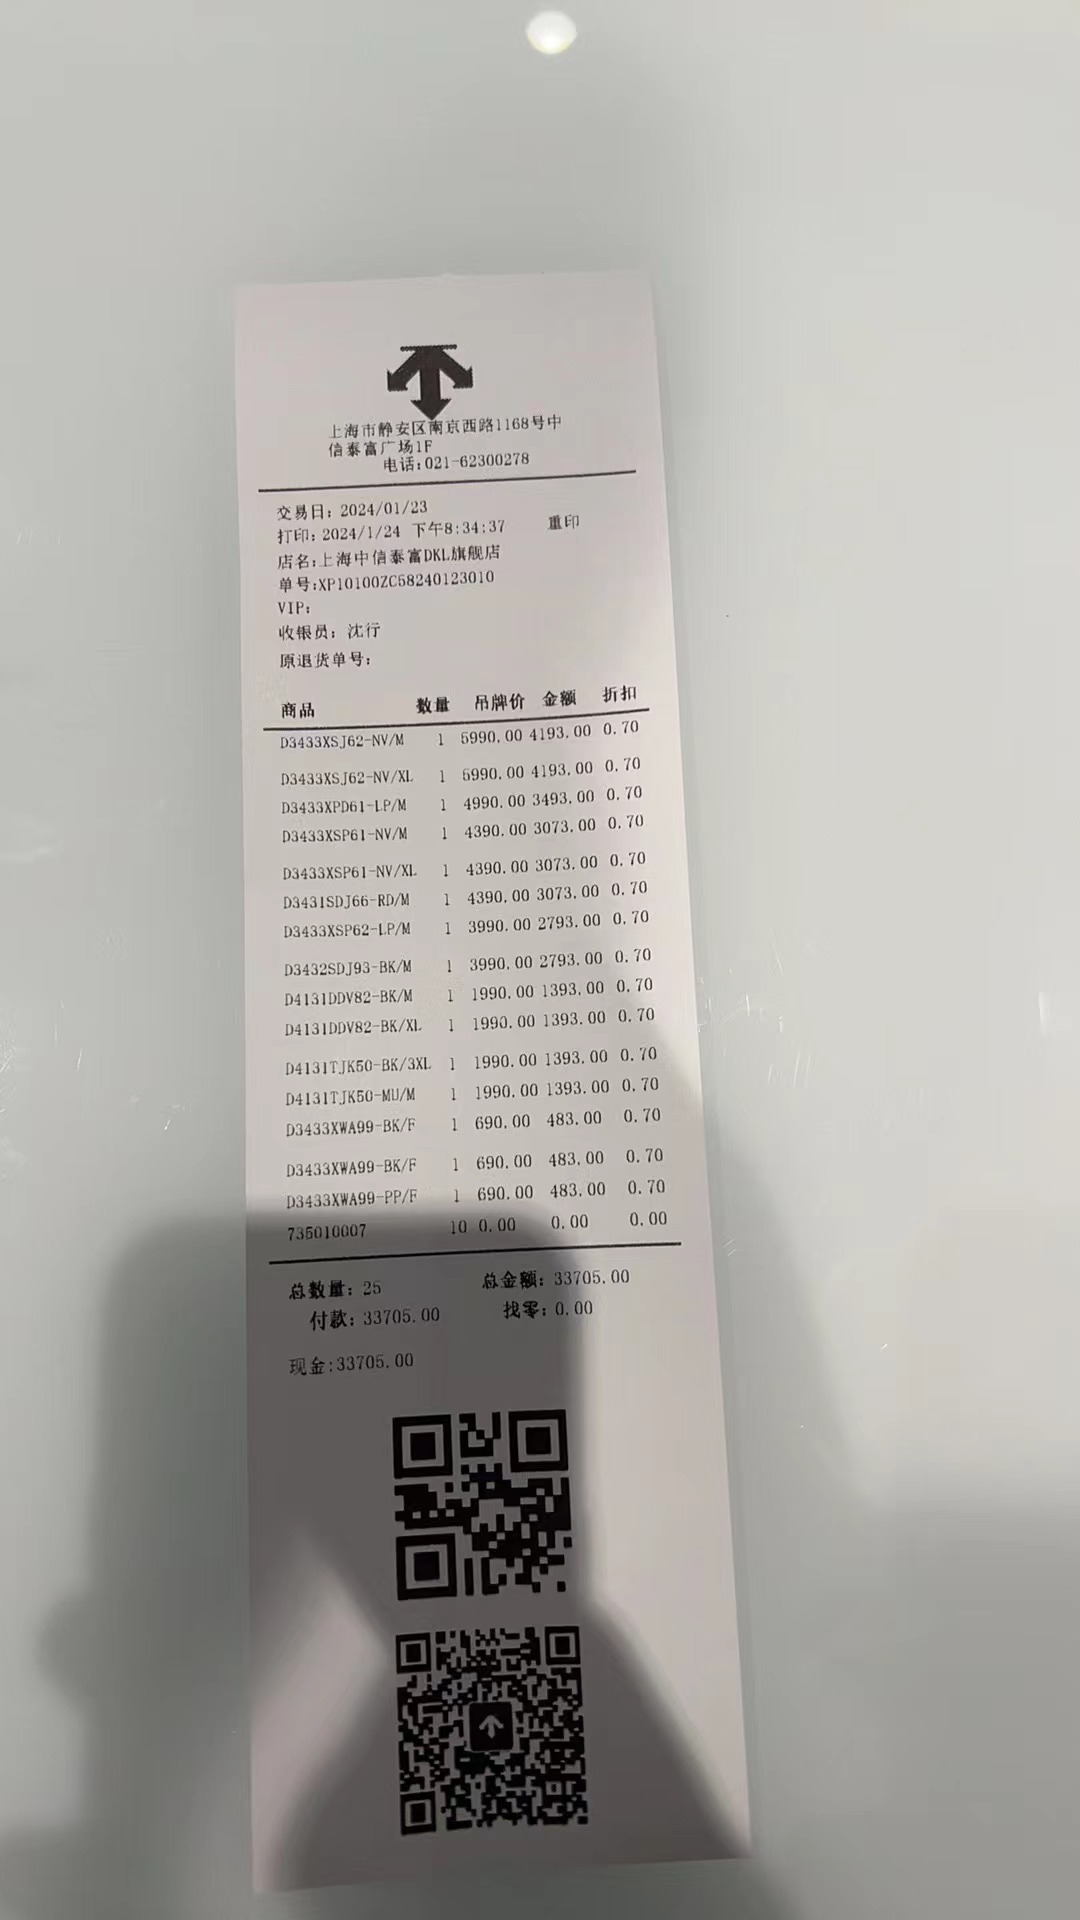 上海市静安区南京西路1168号中
信泰富广场1F
电话:021-62300278
交易日: 2024/01/23
打印: 2024/1/24 下午8:34:37 重印
店名:上海中信泰富DKL旗舰店
单号:XP10100ZC58240123010
VIP:
收银员: 沈行
原退货单号:
商品 数量 吊牌价 金额 折扣
D3433XSJ62-NV/M 1 5990.00 4193.00 0.70
D3433XSJ62-NV/XL 1 5990.00 4193.00 0.70
D3433XPD61-LP/M 1 4990.00 3493.00 0.70
D3433XSP61-NV/M 1 4390.00 3073.00 0.70
D3433XSP61-NV/XL 1 4390.00 3073.00 0.70
D3431SDJ66-RD/M 1 4390.00 3073.00 0.70
D3433XSP62-LP/M 1 3990.00 2793.00 0.70
D3432SDJ93-BK/M 1 3990.00 2793.00 0.70
D4131DDV82-BK/M 1 1990.00 1393.00 0.70
D4131DDV82-BK/XL 1 1990.00 1393.00 0.70
D4131TJK50-BK/3XL 1 1990.00 1393.00 0.70
D4131TJK50-MU/M 1 1990.00 1393.00 0.70
D3433XWA99-BK/F 1 690.00 483.00 0.70
D3433XWA99-BK/F 1 690.00 483.00 0.70
D3433XWA99-PP/F 1 690.00 483.00 0.70
735010007 10 0.00 0.00 0.00
总数量: 25 总金额: 33705.00
付款: 33705.00 找零: 0.00
现金:33705.00